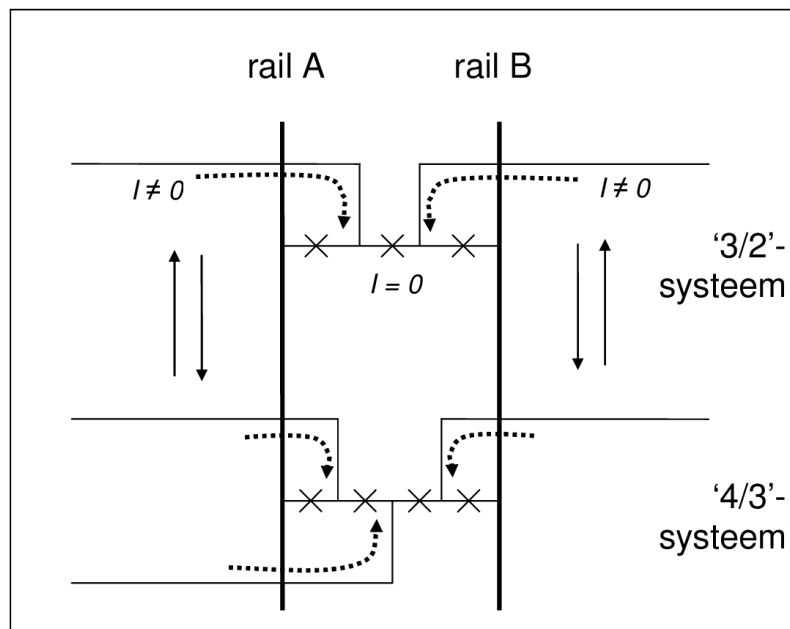 rail A
rail B
I ≠ 0
I ≠ 0
‘3/2’-
systeem
I = 0
‘4/3’-
systeem